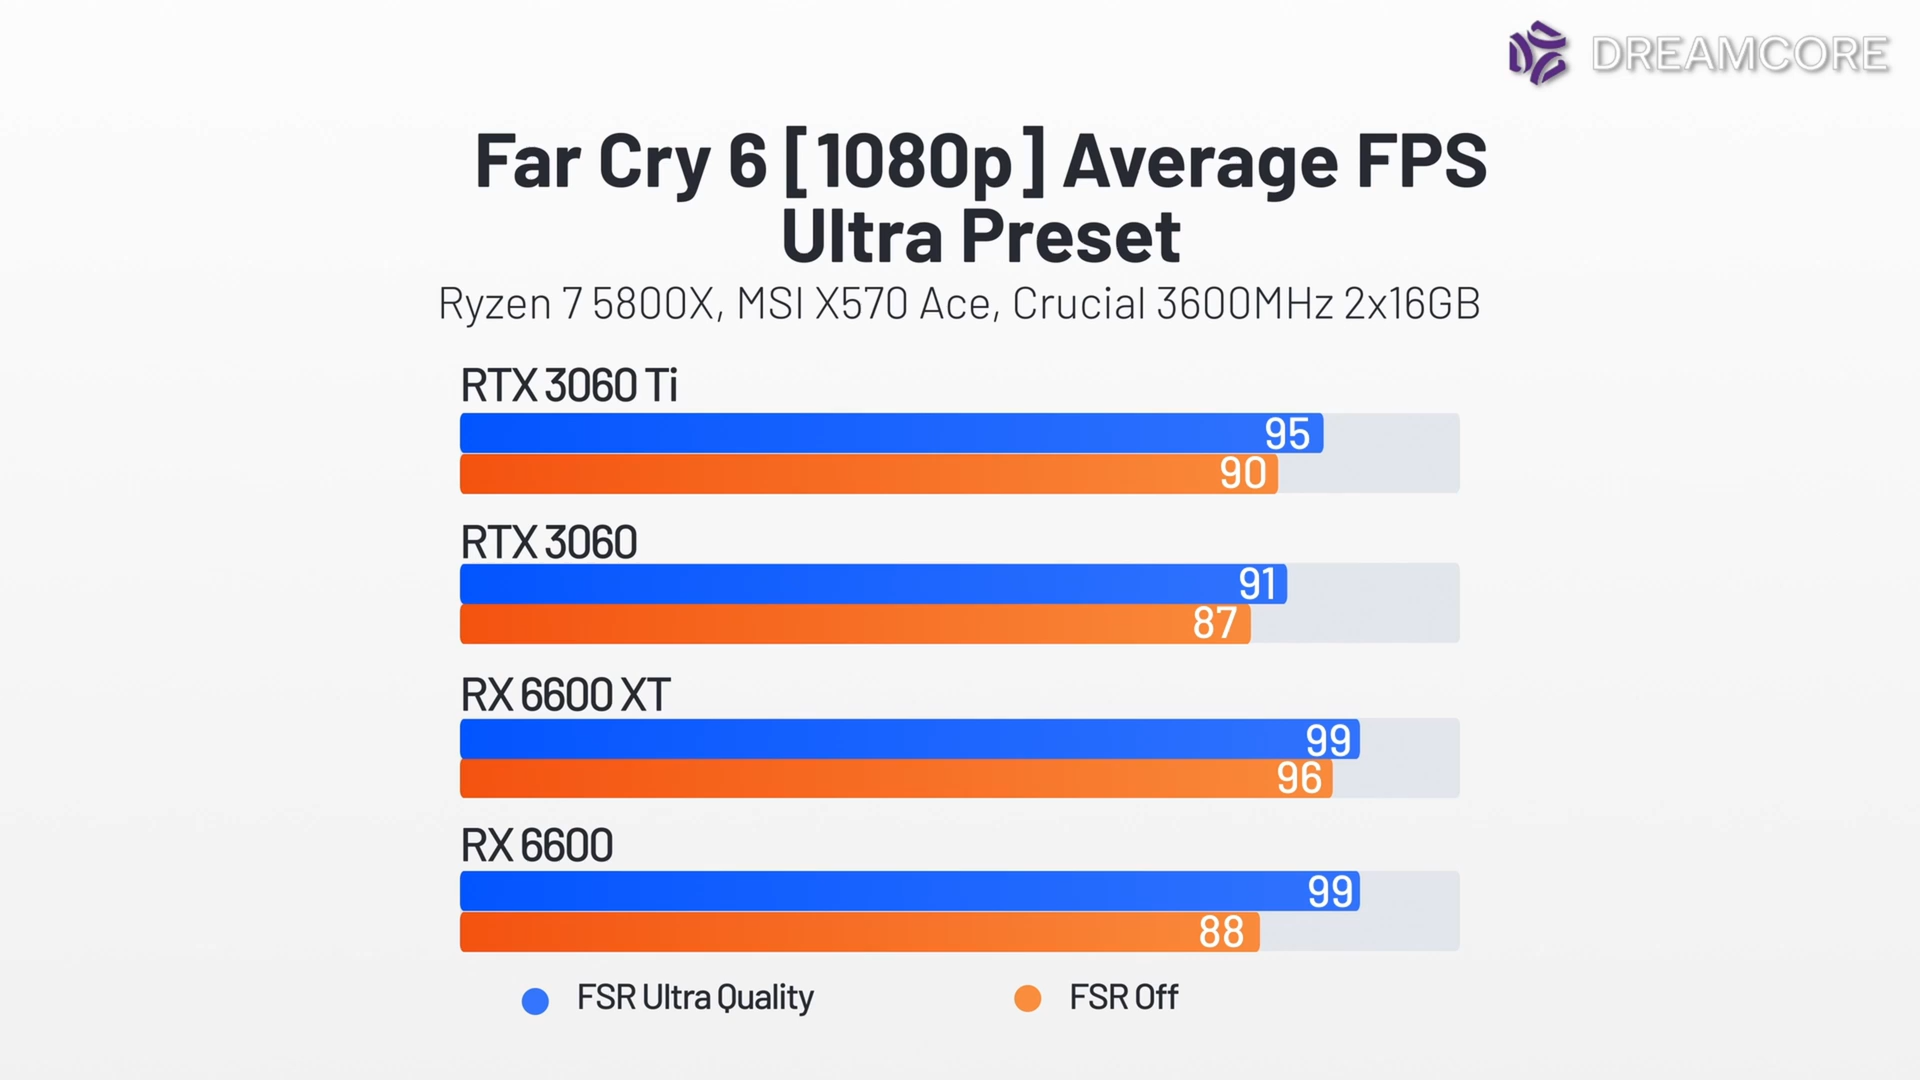 DREAMCORE
Far Cry 6 [1080p] Average FPS
Ultra Preset
Ryzen 7 5800X, MSI X570 Ace, Crucial 3600MHz 2x16GB
RTX 3060 Ti
95
90
RTX 3060
91
87
RX 6600 XT
99
96
RX 6600
99
88
FSR Ultra Quality
FSR Off